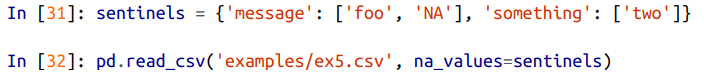 In [31]: sentinels = {'message': ['foo', 'NA'], 'something': ['two']}
In [32]: pd.read_csv('examples/ex5.csv', na_values=sentinels)